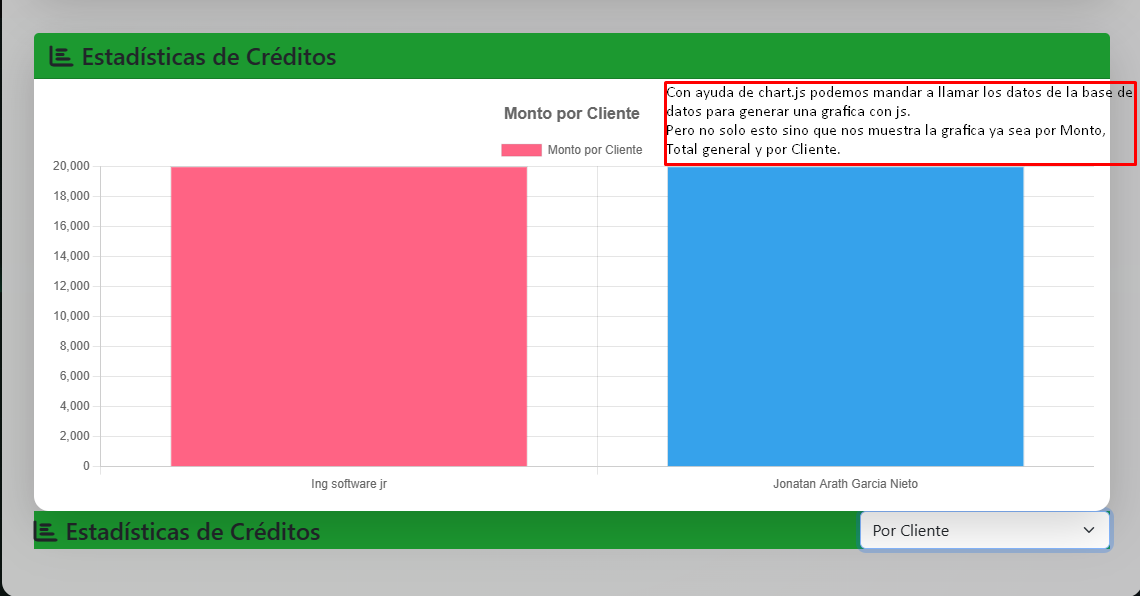 Estadísticas de Créditos
Con ayuda de chart.js podemos mandar a llamar los datos de la base de
datos para generar una grafica con js.
Pero no solo esto sino que nos muestra la grafica ya sea por Monto,
Total general y por Cliente.
Monto por Cliente
Monto por Cliente
20,000
18,000
16,000
14,000
12,000
10,000
8,000
6,000
4,000
2,000
0
Ing software jr
Jonatan Arath Garcia Nieto
Estadísticas de Créditos
Por Cliente